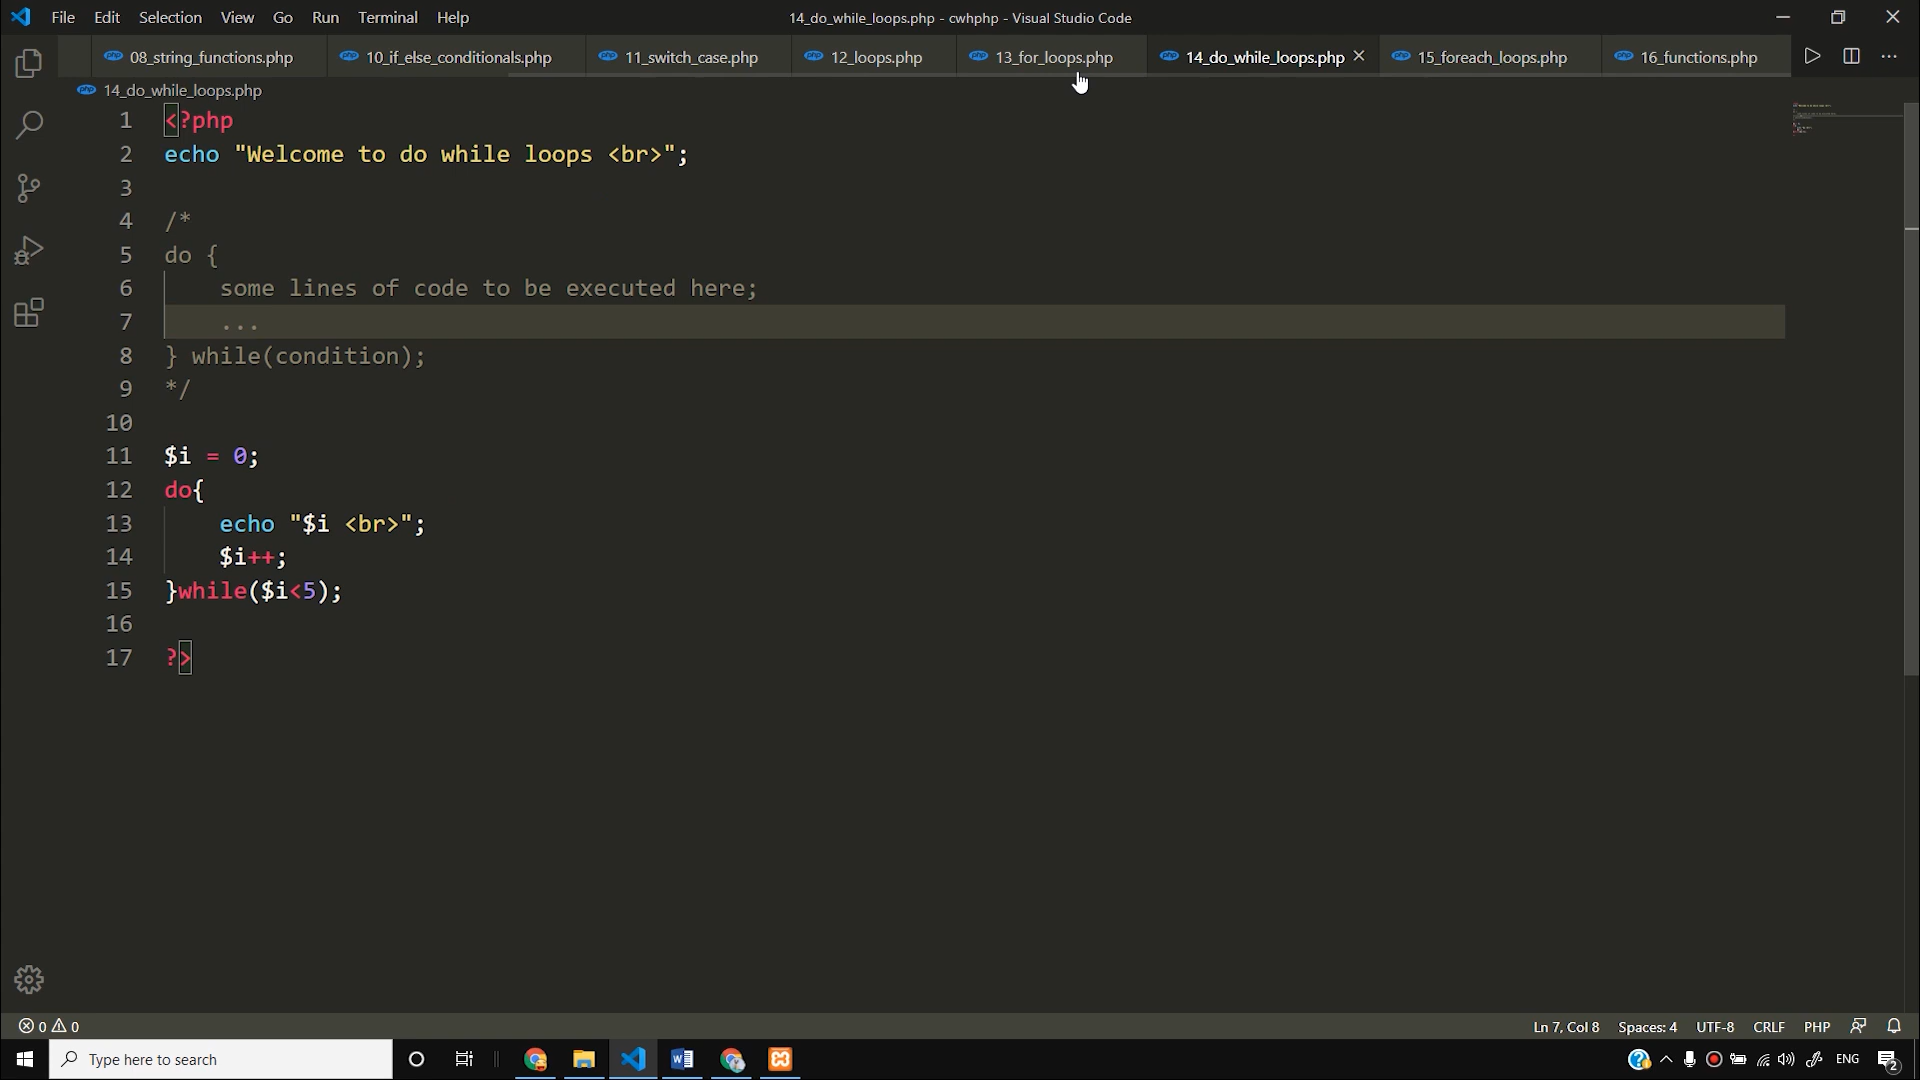 File Edit Selection View Go Run Terminal Help 14_do_while_loops.php - cwhphp - Visual Studio Code
08_string_functions.php 10_if_else_conditionals.php 11_switch_case.php 12_loops.php 13_for_loops.php 14_do_while_loops.php 15_foreach_loops.php 16_functions.php
14_do_while_loops.php
1 <?php
2 echo "Welcome to do while loops <br>";
3
4 /*
5 do {
6 some lines of code to be executed here;
7 ...
8 } while(condition);
9 */
10
11 $i = 0;
12 do{
13 echo "$i <br>";
14 $i++;
15 }while($i<5);
16
17 ?>
0 0 Ln 7, Col 8 Spaces: 4 UTF-8 CRLF PHP
Type here to search ENG 2